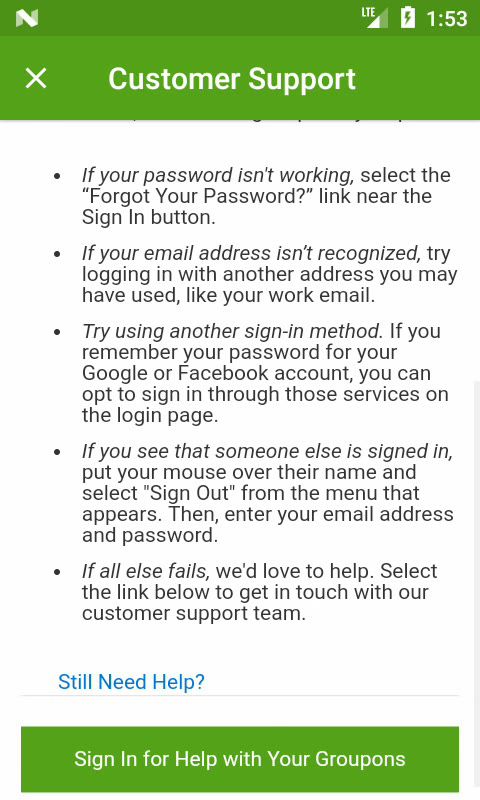 LTE 1:53
Customer Support
• If your password isn't working, select the
“Forgot Your Password?” link near the
Sign In button.
• If your email address isn’t recognized, try
logging in with another address you may
have used, like your work email.
• Try using another sign-in method. If you
remember your password for your
Google or Facebook account, you can
opt to sign in through those services on
the login page.
• If you see that someone else is signed in,
put your mouse over their name and
select "Sign Out" from the menu that
appears. Then, enter your email address
and password.
• If all else fails, we'd love to help. Select
the link below to get in touch with our
customer support team.
Still Need Help?
Sign In for Help with Your Groupons